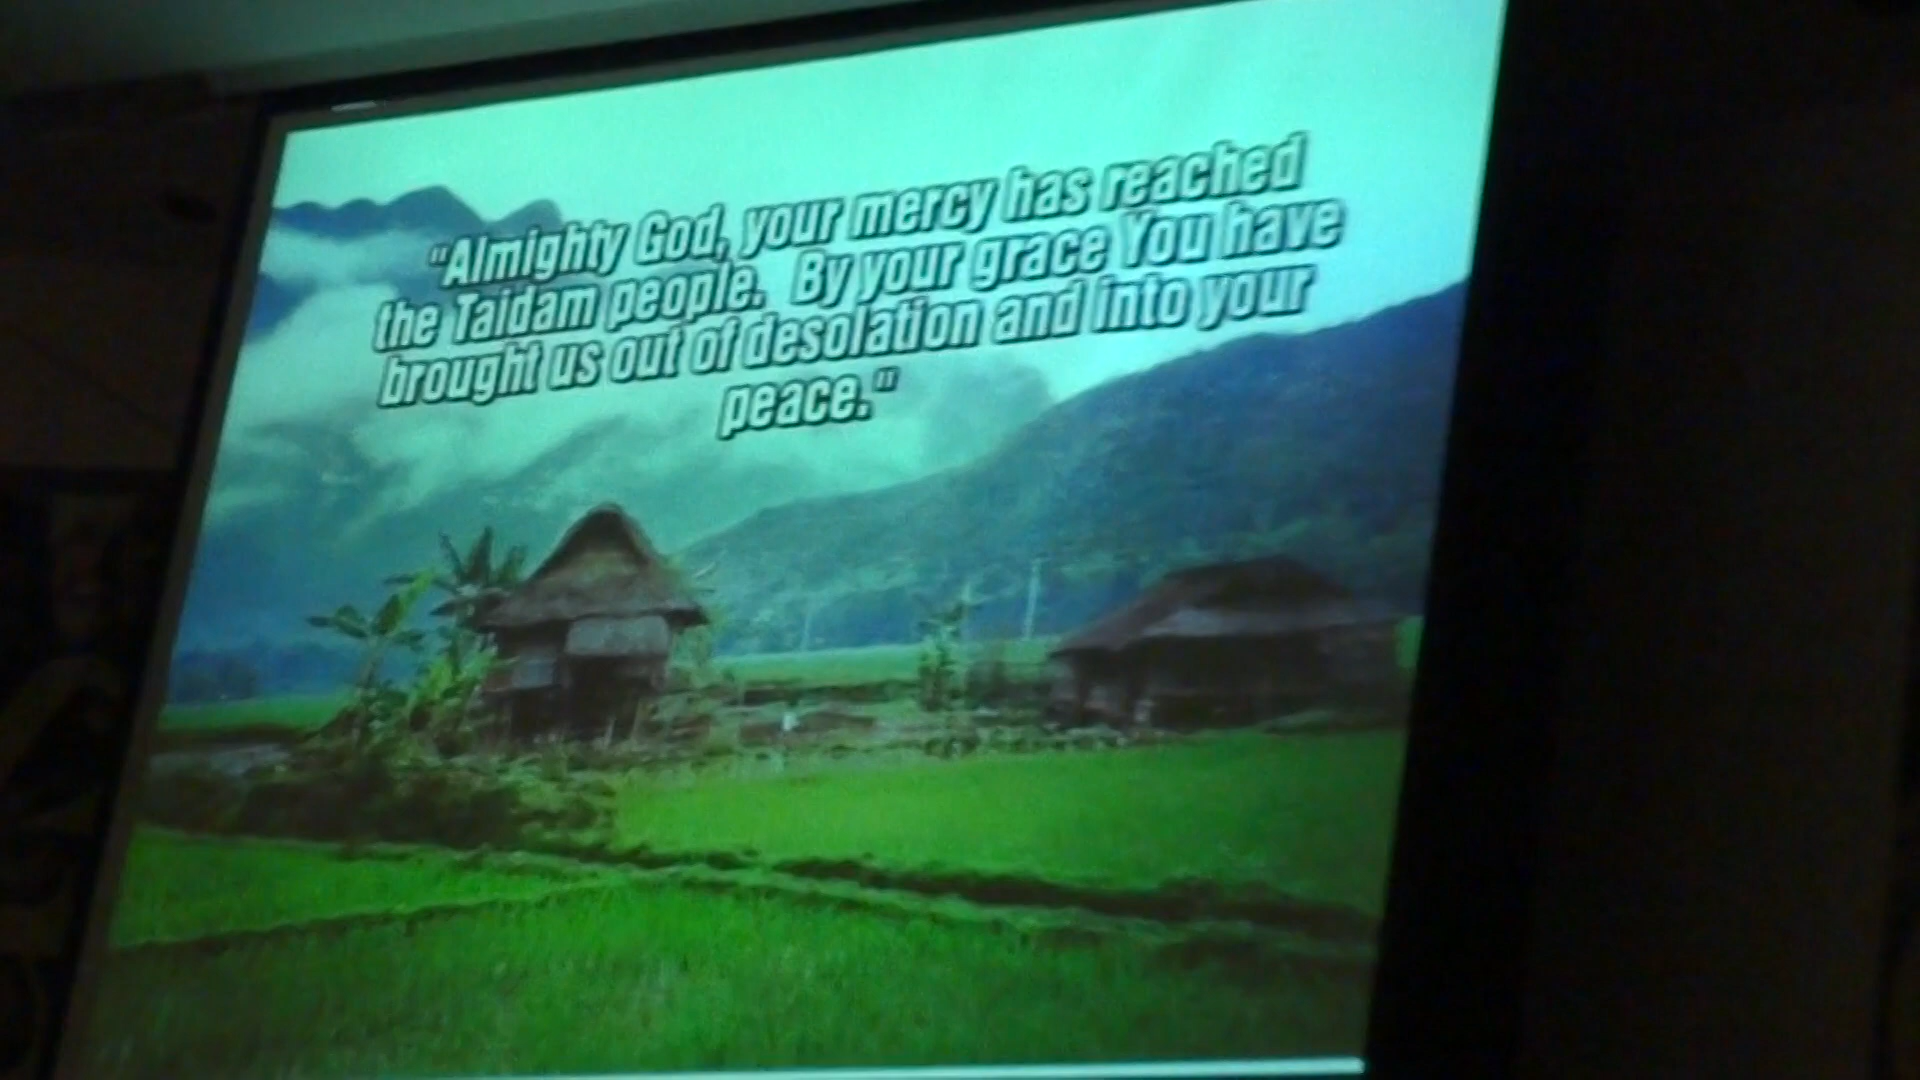 "Almighty God, your mercy has reached
the Taidam people. By your grace You have
brought us out of desolation and into your
peace."